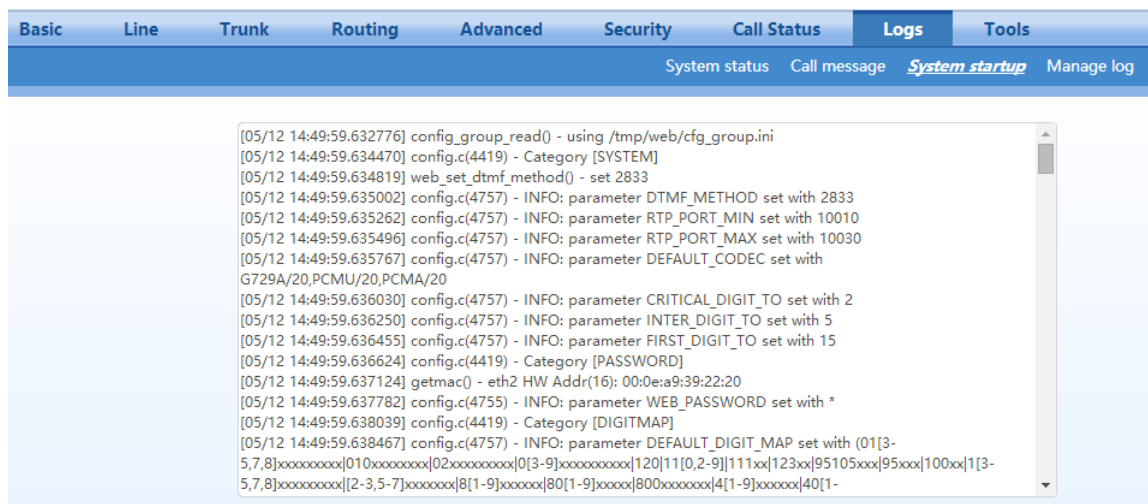 Basic Line Trunk Routing Advanced Security Call Status Logs Tools
System status Call message System startup Manage log
[05/12 14:49:59.632776] config_group_read() - using /tmp/web/cfg_group.ini
[05/12 14:49:59.634470] config.c(4419) - Category [SYSTEM]
[05/12 14:49:59.634819] web_set_dtmf_method() - set 2833
[05/12 14:49:59.635002] config.c(4757) - INFO: parameter DTMF_METHOD set with 2833
[05/12 14:49:59.635262] config.c(4757) - INFO: parameter RTP_PORT_MIN set with 10010
[05/12 14:49:59.635496] config.c(4757) - INFO: parameter RTP_PORT_MAX set with 10030
[05/12 14:49:59.635767] config.c(4757) - INFO: parameter DEFAULT_CODEC set with
G729A/20,PCMU/20,PCMA/20
[05/12 14:49:59.636030] config.c(4757) - INFO: parameter CRITICAL_DIGIT_TO set with 2
[05/12 14:49:59.636250] config.c(4757) - INFO: parameter INTER_DIGIT_TO set with 5
[05/12 14:49:59.636455] config.c(4757) - INFO: parameter FIRST_DIGIT_TO set with 15
[05/12 14:49:59.636624] config.c(4419) - Category [PASSWORD]
[05/12 14:49:59.637124] getmac() - eth2 HW Addr(16): 00:0e:a9:39:22:20
[05/12 14:49:59.637782] config.c(4755) - INFO: parameter WEB_PASSWORD set with *
[05/12 14:49:59.638039] config.c(4419) - Category [DIGITMAP]
[05/12 14:49:59.638467] config.c(4757) - INFO: parameter DEFAULT_DIGIT_MAP set with (01[3-
5,7,8]xxxxxxxxx|010xxxxxxxx|02xxxxxxxxx|0[3-9]xxxxxxxxxx|120|11[0,2-9]|111xx|123xx|95105xxx|95xxx|100xx|1[3-
5,7,8]xxxxxxxxx|[2-3,5-7]xxxxxxx|8[1-9]xxxxxx|80[1-9]xxxxx|800xxxxxxx|4[1-9]xxxxxx|40[1-